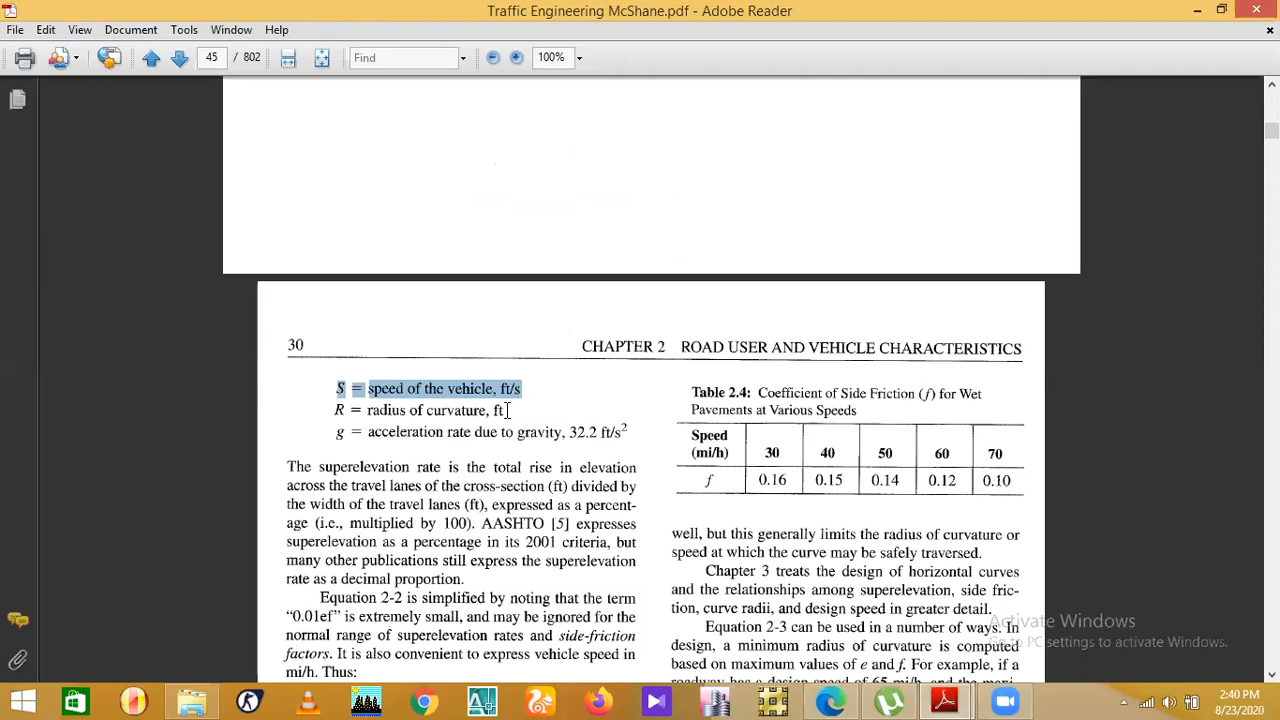 Traffic Engineering McShane.pdf - Adobe Reader
File Edit View Document Tools Window Help
45 / 802
Find
100%
30
CHAPTER 2 ROAD USER AND VEHICLE CHARACTERISTICS
S = speed of the vehicle, ft/s
R = radius of curvature, ft
g = acceleration rate due to gravity, 32.2 ft/s²
The superelevation rate is the total rise in elevation
across the travel lanes of the cross-section (ft) divided by
the width of the travel lanes (ft), expressed as a percent-
age (i.e., multiplied by 100). AASHTO [5] expresses
superelevation as a percentage in its 2001 criteria, but
many other publications still express the superelevation
rate as a decimal proportion.
Equation 2-2 is simplified by noting that the term
“0.01ef” is extremely small, and may be ignored for the
normal range of superelevation rates and side-friction
factors. It is also convenient to express vehicle speed in
mi/h. Thus:
Table 2.4: Coefficient of Side Friction (f) for Wet
Pavements at Various Speeds
Speed
(mi/h) 30 40 50 60 70
f 0.16 0.15 0.14 0.12 0.10
well, but this generally limits the radius of curvature or
speed at which the curve may be safely traversed.
Chapter 3 treats the design of horizontal curves
and the relationships among superelevation, side fric-
tion, curve radii, and design speed in greater detail.
Equation 2-3 can be used in a number of ways. In
design, a minimum radius of curvature is computed
based on maximum values of e and f. For example, if a
roadway has a design speed of 65 mi/h, and the maxi-
Activate Windows
Go to PC settings to activate Windows.
2:40 PM
8/23/2020